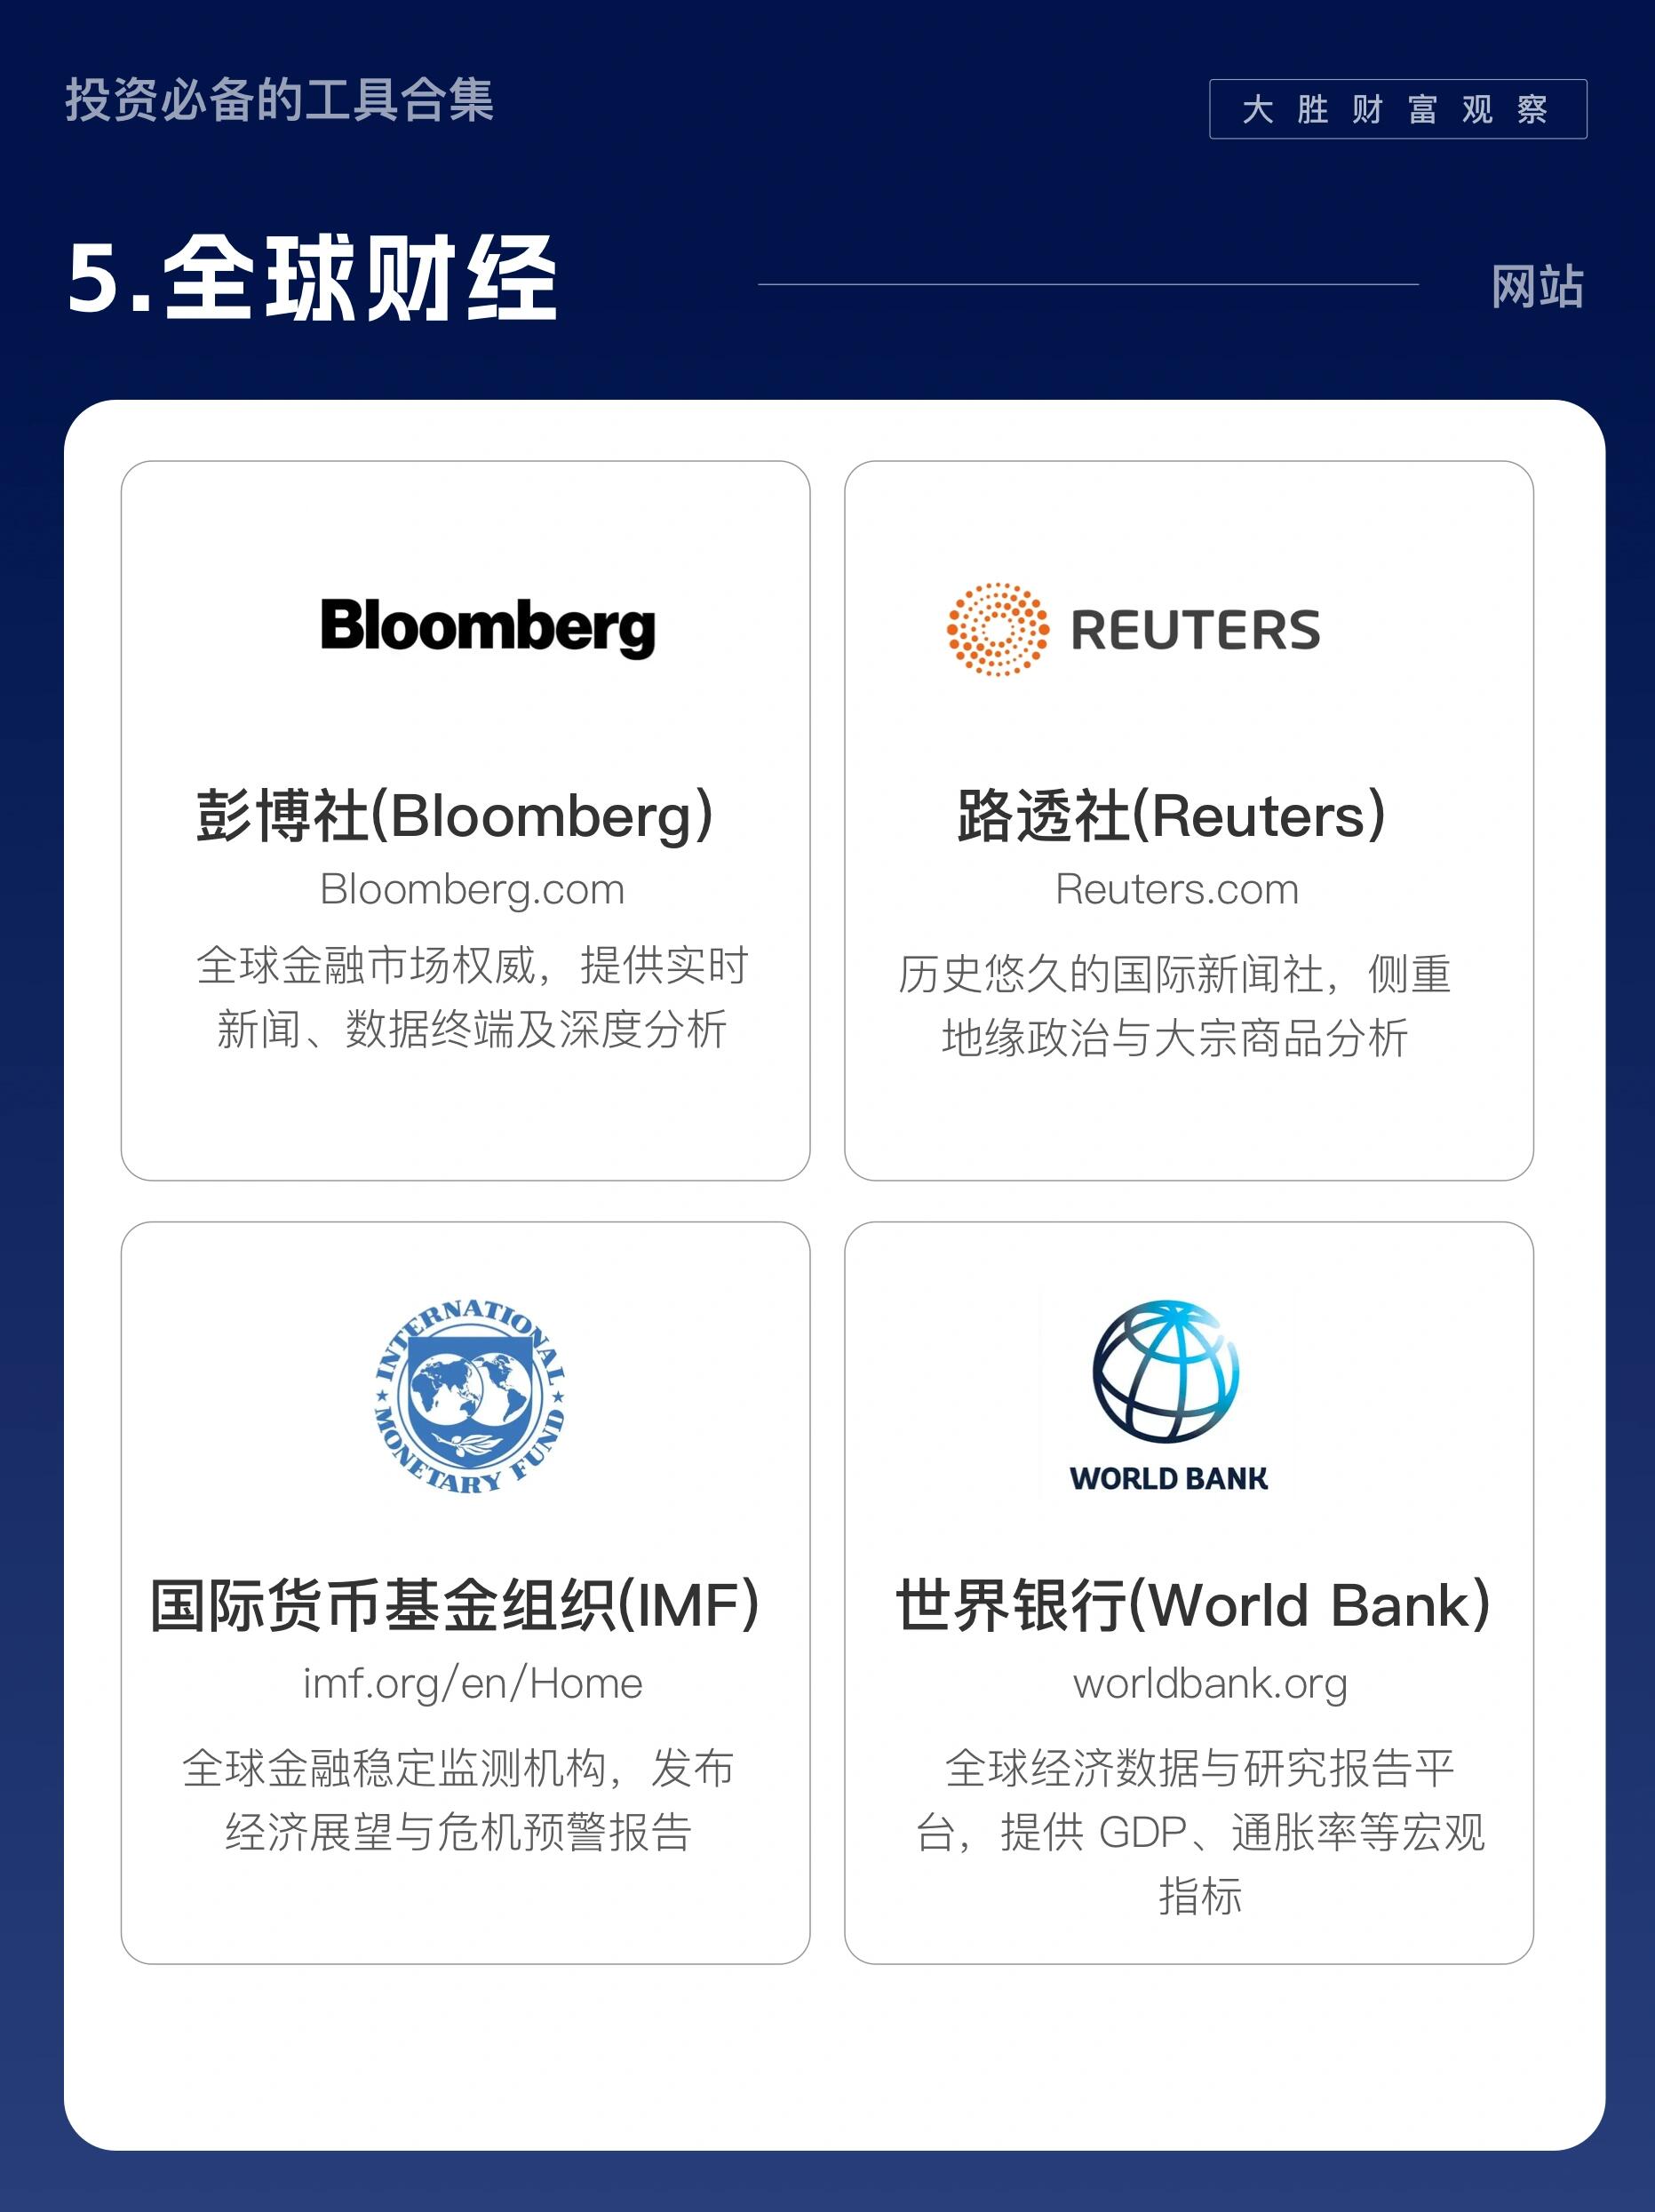 投资必备的工具合集
大胜财富观察
5.全球财经
网站
Bloomberg
彭博社(Bloomberg)
Bloomberg.com
全球金融市场权威，提供实时
新闻、数据终端及深度分析
REUTERS
路透社(Reuters)
Reuters.com
历史悠久的国际新闻社，侧重
地缘政治与大宗商品分析
INTERNATIONAL
MONETARY FUND
国际货币基金组织(IMF)
imf.org/en/Home
全球金融稳定监测机构，发布
经济展望与危机预警报告
WORLD BANK
世界银行(World Bank)
worldbank.org
全球经济数据与研究报告平
台，提供 GDP、通胀率等宏观
指标